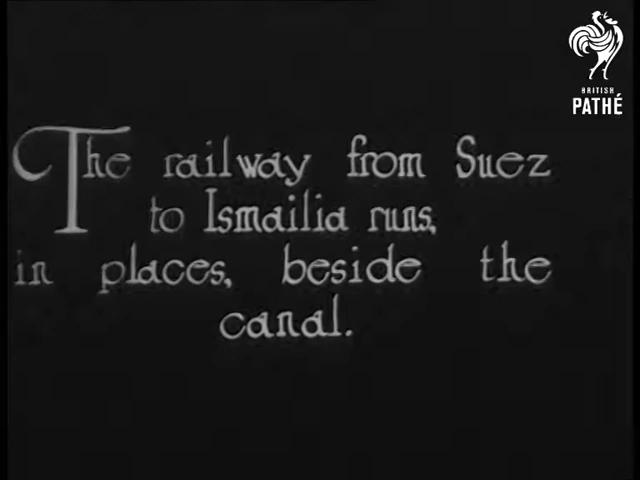 BRITISH
PATHÉ
The railway from Suez
to Ismailia runs,
in places, beside the
canal.